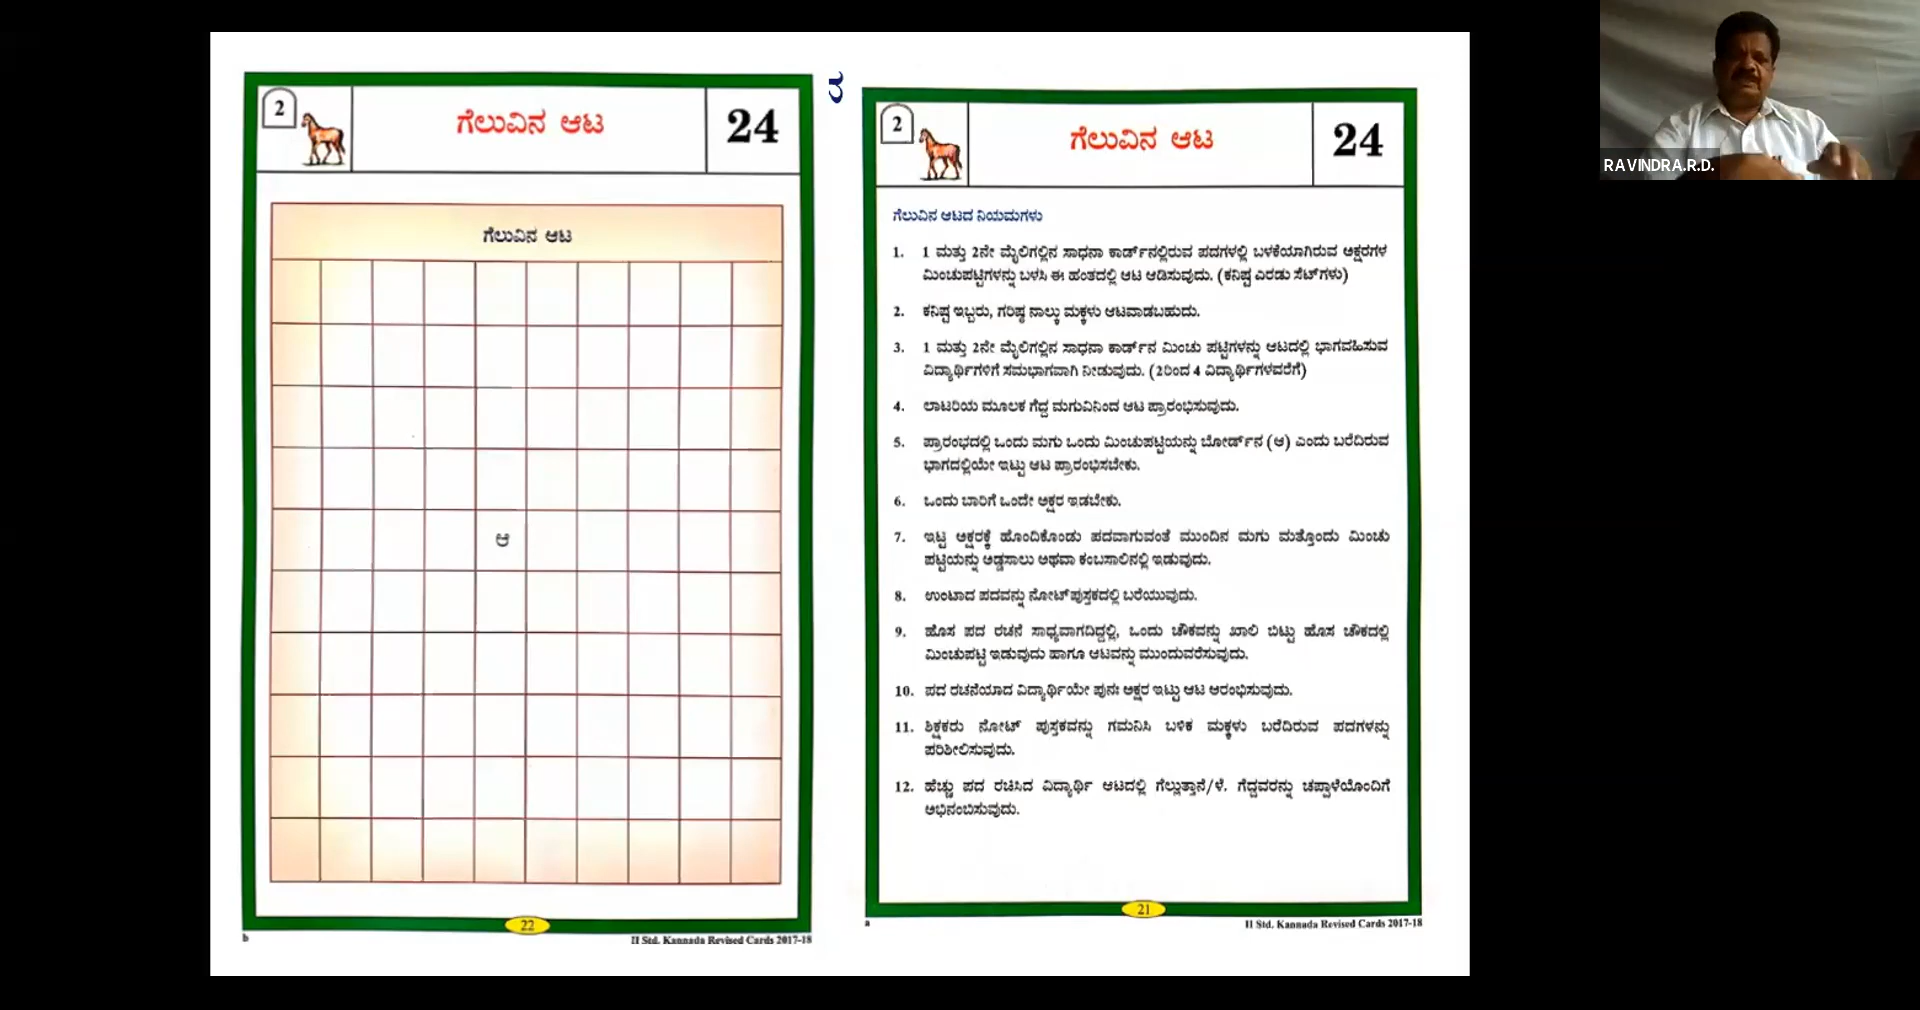 2
ಗೆಲುವಿನ ಆಟ
24
ಗೆಲುವಿನ ಆಟ
ಆ
22
b
II Std. Kannada Revised Cards 2017-18
2
ಗೆಲುವಿನ ಆಟ
24
ಗೆಲುವಿನ ಆಟದ ನಿಯಮಗಳು
1. 1 ಮತ್ತು 2ನೇ ಮೈಲಿಗಲ್ಲಿನ ಸಾಧನಾ ಕಾರ್ಡ್‌ನಲ್ಲಿರುವ ಪದಗಳಲ್ಲಿ ಬಳಕೆಯಾಗಿರುವ ಅಕ್ಷರಗಳ
ಮಿಂಚುಪಟ್ಟಿಗಳನ್ನು ಬಳಸಿ ಈ ಹಂತದಲ್ಲಿ ಆಟ ಆಡಿಸುವುದು. (ಕನಿಷ್ಟ ಎರಡು ಸೆಟ್‌ಗಳು)
2. ಕನಿಷ್ಟ ಇಬ್ಬರು, ಗರಿಷ್ಠ ನಾಲ್ಕು ಮಕ್ಕಳು ಆಟವಾಡಬಹುದು.
3. 1 ಮತ್ತು 2ನೇ ಮೈಲಿಗಲ್ಲಿನ ಸಾಧನಾ ಕಾರ್ಡ್‌ನ ಮಿಂಚು ಪಟ್ಟಿಗಳನ್ನು ಆಟದಲ್ಲಿ ಭಾಗವಹಿಸುವ
ವಿದ್ಯಾರ್ಥಿಗಳಿಗೆ ಸಮಭಾಗವಾಗಿ ನೀಡುವುದು. (2ರಿಂದ 4 ವಿದ್ಯಾರ್ಥಿಗಳವರೆಗೆ)
4. ಲಾಟರಿಯ ಮೂಲಕ ಗೆದ್ದ ಮಗುವಿನಿಂದ ಆಟ ಪ್ರಾರಂಭಿಸುವುದು.
5. ಪ್ರಾರಂಭದಲ್ಲಿ ಒಂದು ಮಗು ಒಂದು ಮಿಂಚುಪಟ್ಟಿಯನ್ನು ಬೋರ್ಡ್‌ನ (ಆ) ಎಂದು ಬರೆದಿರುವ
ಭಾಗದಲ್ಲಿಯೇ ಇಟ್ಟು ಆಟ ಪ್ರಾರಂಭಿಸಬೇಕು.
6. ಒಂದು ಬಾರಿಗೆ ಒಂದೇ ಅಕ್ಷರ ಇಡಬೇಕು.
7. ಇಟ್ಟ ಅಕ್ಷರಕ್ಕೆ ಹೊಂದಿಕೊಂಡು ಪದವಾಗುವಂತೆ ಮುಂದಿನ ಮಗು ಮತ್ತೊಂದು ಮಿಂಚು
ಪಟ್ಟಿಯನ್ನು ಅಡ್ಡಸಾಲು ಅಥವಾ ಕಂಬಸಾಲಿನಲ್ಲಿ ಇಡುವುದು.
8. ಉಂಟಾದ ಪದವನ್ನು ನೋಟ್‌ಪುಸ್ತಕದಲ್ಲಿ ಬರೆಯುವುದು.
9. ಹೊಸ ಪದ ರಚನೆ ಸಾಧ್ಯವಾಗದಿದ್ದಲ್ಲಿ, ಒಂದು ಚೌಕವನ್ನು ಖಾಲಿ ಬಿಟ್ಟು ಹೊಸ ಚೌಕದಲ್ಲಿ
ಮಿಂಚುಪಟ್ಟಿ ಇಡುವುದು ಹಾಗೂ ಆಟವನ್ನು ಮುಂದುವರೆಸುವುದು.
10. ಪದ ರಚನೆಯಾದ ವಿದ್ಯಾರ್ಥಿಯೇ ಪುನಃ ಅಕ್ಷರ ಇಟ್ಟು ಆಟ ಆರಂಭಿಸುವುದು.
11. ಶಿಕ್ಷಕರು ನೋಟ್ ಪುಸ್ತಕವನ್ನು ಗಮನಿಸಿ ಬಳಿಕ ಮಕ್ಕಳು ಬರೆದಿರುವ ಪದಗಳನ್ನು
ಪರಿಶೀಲಿಸುವುದು.
12. ಹೆಚ್ಚು ಪದ ರಚಿಸಿದ ವಿದ್ಯಾರ್ಥಿ ಆಟದಲ್ಲಿ ಗೆಲ್ಲುತ್ತಾನೆ/ಳೆ. ಗೆದ್ದವರನ್ನು ಚಪ್ಪಾಳೆಯೊಂದಿಗೆ
ಅಭಿನಂದಿಸುವುದು.
21
a
II Std. Kannada Revised Cards 2017-18
RAVINDRA.R.D.